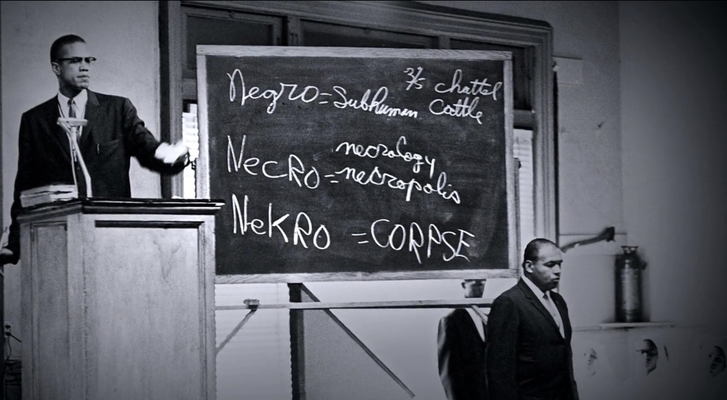 Negro = Subhuman 3/5 chattel cattle
necrology
Necro = necropolis
Nekro = CORPSE